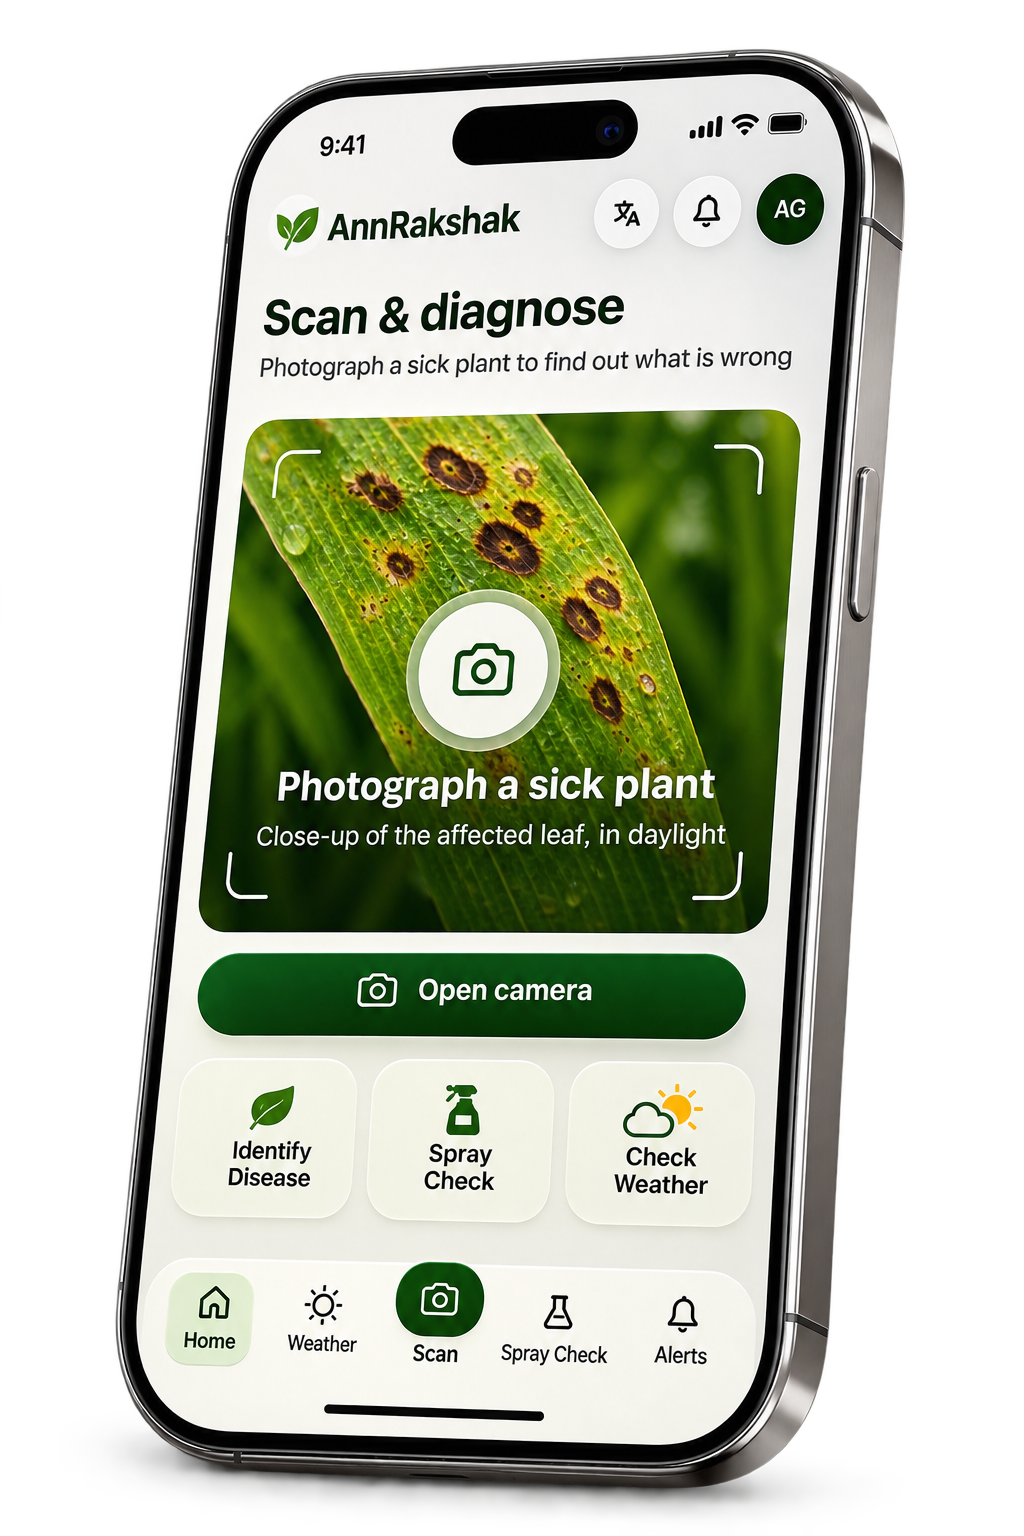 9:41
AnnRakshak
AG
Scan & diagnose
Photograph a sick plant to find out what is wrong
Photograph a sick plant
Close-up of the affected leaf, in daylight
Open camera
Identify
Disease
Spray
Check
Check
Weather
Home
Weather
Scan
Spray Check
Alerts